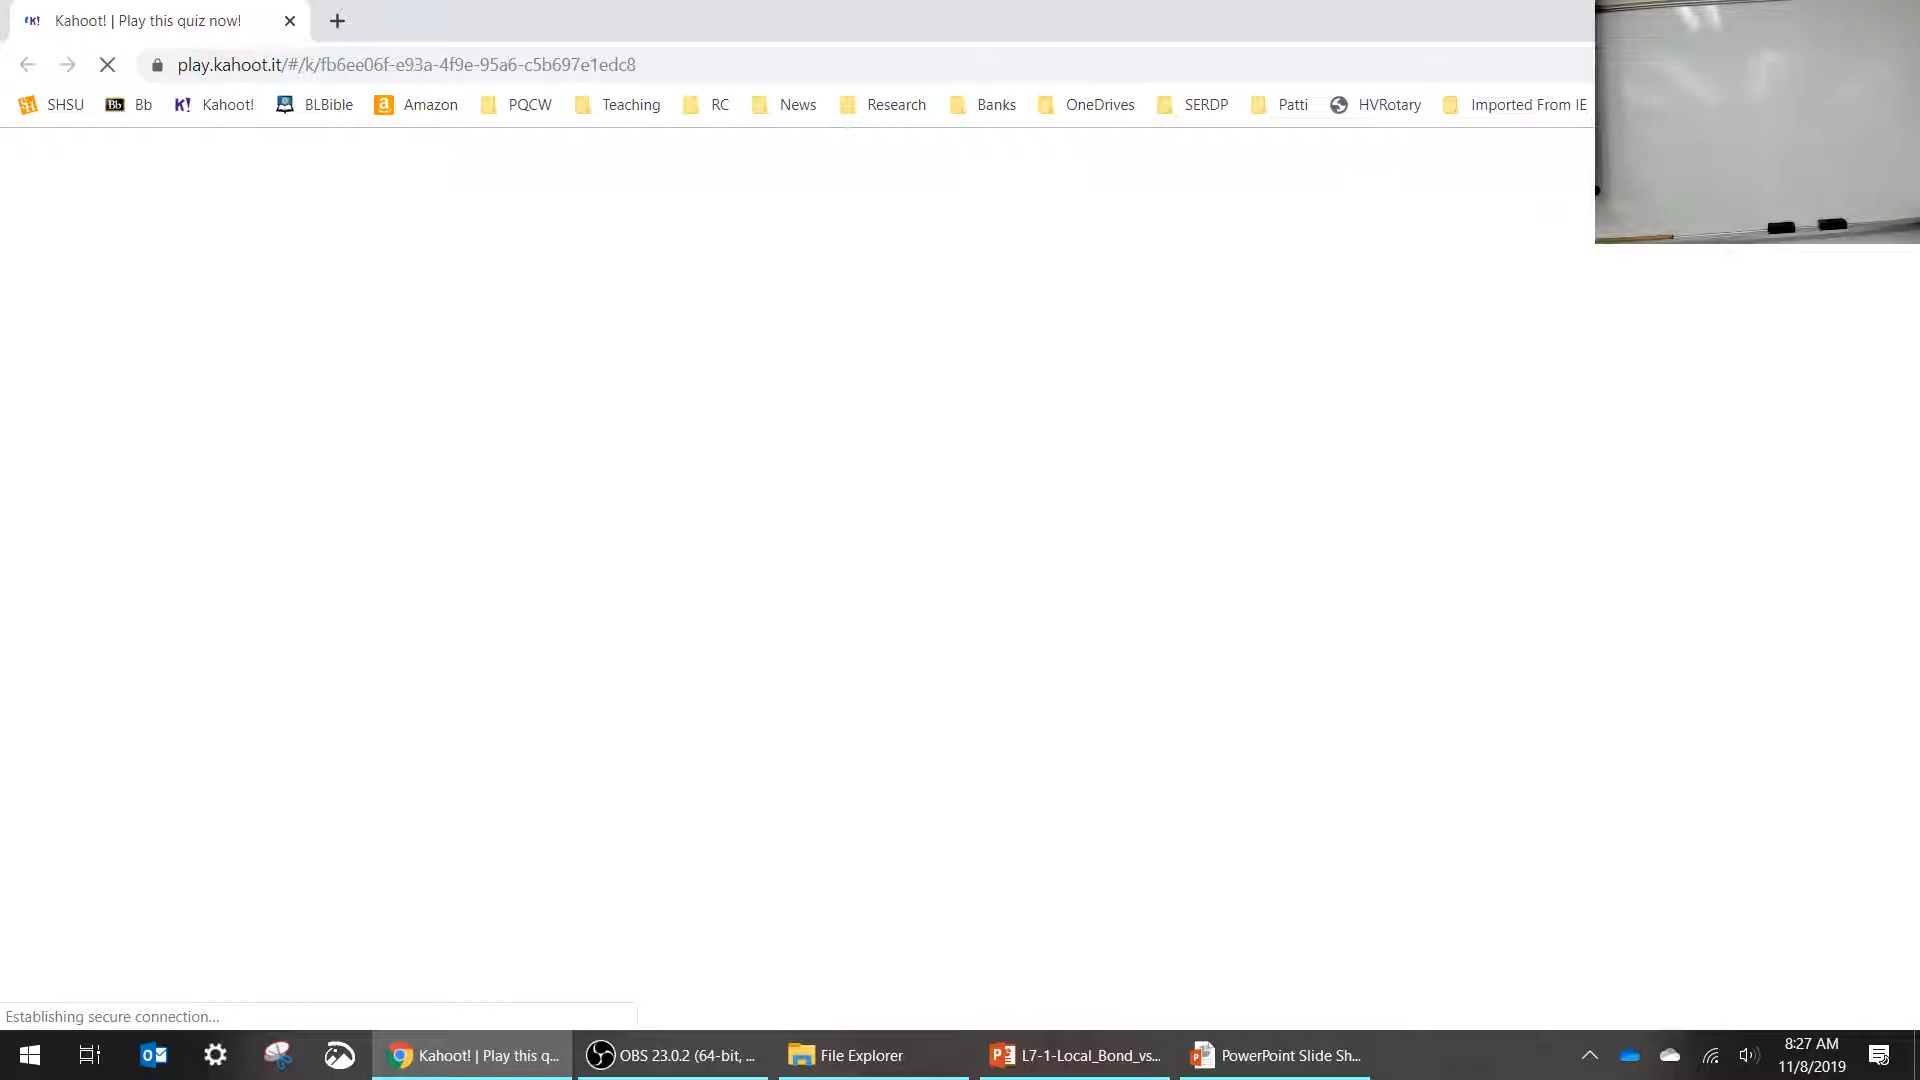 K! Kahoot! | Play this quiz now!
play.kahoot.it/#/k/fb6ee06f-e93a-4f9e-95a6-c5b697e1edc8
SHSU Bb Bb K! Kahoot! BLBible a Amazon PQCW Teaching RC News Research Banks OneDrives SERDP Patti HVRotary Imported From IE
Establishing secure connection...
Kahoot! | Play this q... OBS 23.0.2 (64-bit, ... File Explorer L7-1-Local_Bond_vs... PowerPoint Slide Sh...
8:27 AM
11/8/2019